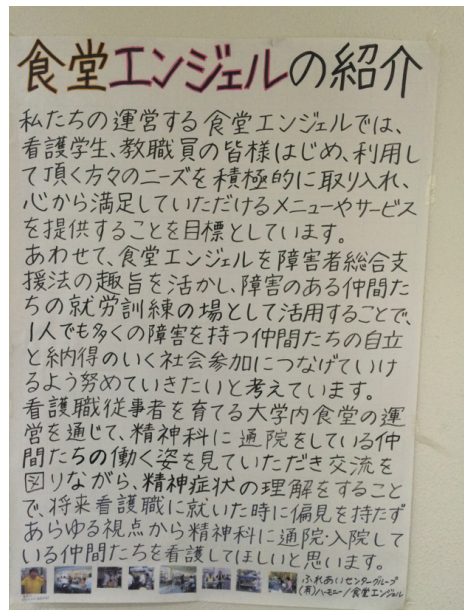 食堂エンジェルの紹介
私たちの運営する食堂エンジェルでは、
看護学生、教職員の皆様はじめ、利用し
て頂く方々のニーズを積極的に取り入れ、
心から満足していただけるメニューやサービス
を提供することを目標としています。
あわせて、食堂エンジェルを障害者総合支
援法の趣旨を活かし、障害のある仲間た
ちの就労訓練の場として活用することで、
1人でも多くの障害を持つ仲間たちの自立
と納得のいく社会参加につなげていけ
るよう努めていきたいと考えています。
看護職従事者を育てる大学内食堂の運
営を通じて、精神科に通院をしている仲
間たちの働く姿を見ていただき交流を
図りながら、精神症状の理解をすること
で、将来看護職に就いた時に偏見を持たず
あらゆる視点から精神科に通院・入院して
いる仲間たちを看護してほしいと思います。
ふれあいセンターグループ
(有)ハーモニー/食堂エンジェル